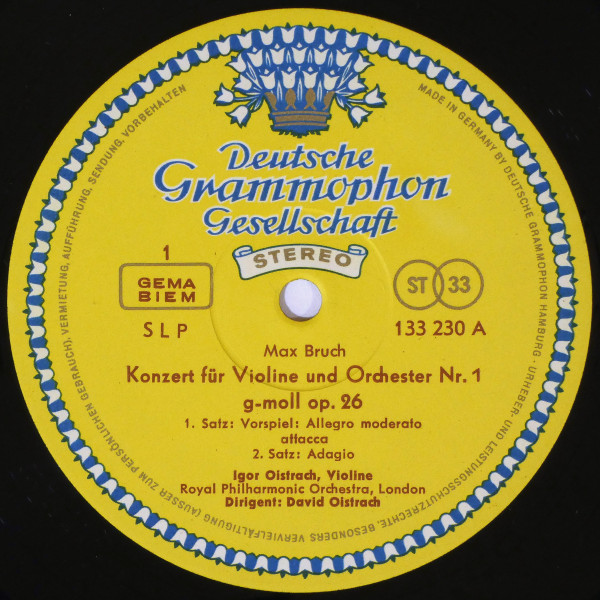 Deutsche
Grammophon
Gesellschaft
STEREO
1
GEMA
BIEM
SLP
ST 33
133 230 A
Max Bruch
Konzert für Violine und Orchester Nr. 1
g-moll op. 26
1. Satz: Vorspiel: Allegro moderato
attacca
2. Satz: Adagio
Igor Oistrach, Violine
Royal Philharmonic Orchestra, London
Dirigent: David Oistrach
MADE IN GERMANY BY DEUTSCHE GRAMMOPHON HAMBURG · URHEBER- UND LEISTUNGSSCHUTZRECHTE, BESONDERS VERVIELFÄLTIGUNG (AUSSER ZUM PERSÖNLICHEN GEBRAUCH), VERMIETUNG, AUFFÜHRUNG, SENDUNG, VORBEHALTEN